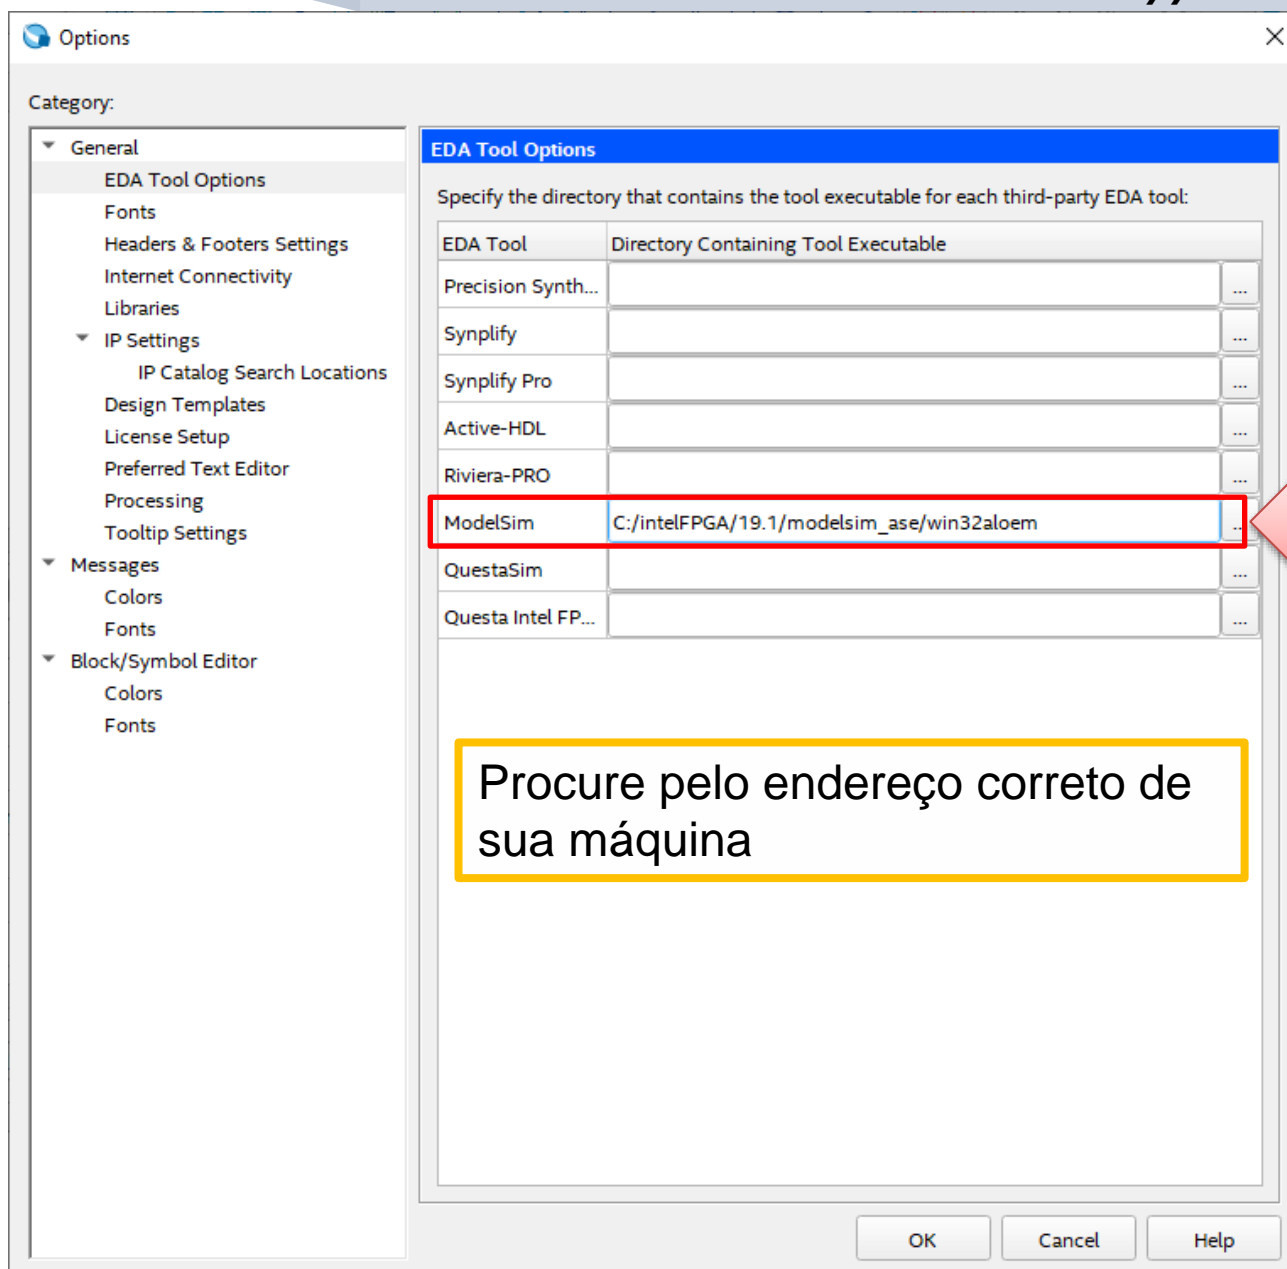 Options
Category:
General
EDA Tool Options
Fonts
Headers & Footers Settings
Internet Connectivity
Libraries
IP Settings
IP Catalog Search Locations
Design Templates
License Setup
Preferred Text Editor
Processing
Tooltip Settings
Messages
Colors
Fonts
Block/Symbol Editor
Colors
Fonts
EDA Tool Options
Specify the directory that contains the tool executable for each third-party EDA tool:
EDA Tool Directory Containing Tool Executable
Precision Synth... ...
Synplify ...
Synplify Pro ...
Active-HDL ...
Riviera-PRO ...
ModelSim C:/intelFPGA/19.1/modelsim_ase/win32aloem ...
QuestaSim ...
Questa Intel FP... ...
Procure pelo endereço correto de
sua máquina
OK Cancel Help